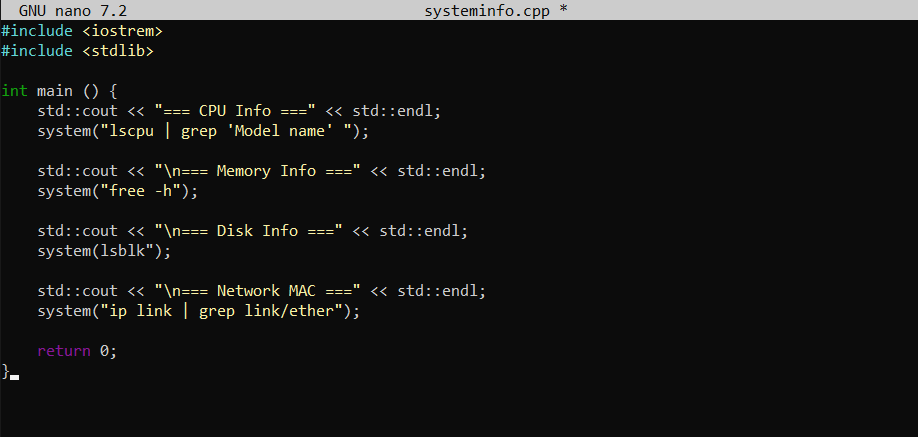 GNU nano 7.2 systeminfo.cpp *
#include <iostrem>
#include <stdlib>
int main () {
std::cout << "=== CPU Info ===" << std::endl;
system("lscpu | grep 'Model name' ");
std::cout << "\n=== Memory Info ===" << std::endl;
system("free -h");
std::cout << "\n=== Disk Info ===" << std::endl;
system(lsblk");
std::cout << "\n=== Network MAC ===" << std::endl;
system("ip link | grep link/ether");
return 0;
}